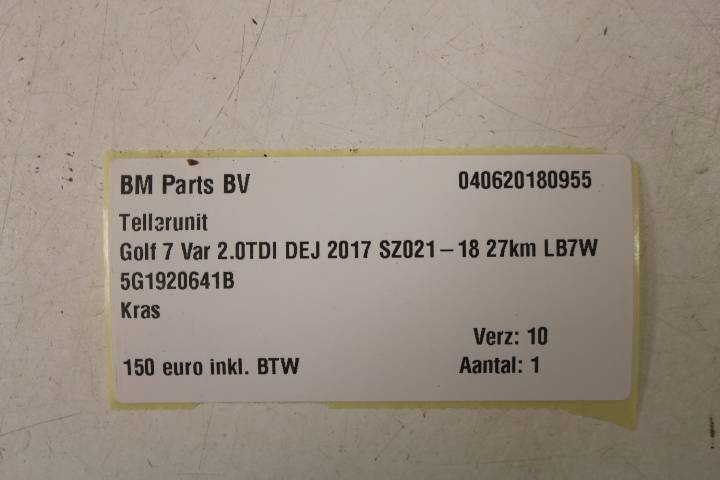 BM Parts BV 040620180955
Tellerunit
Golf 7 Var 2.0TDI DEJ 2017 SZ021-18 27km LB7W
5G1920641B
Kras
Verz: 10
150 euro inkl. BTW Aantal: 1